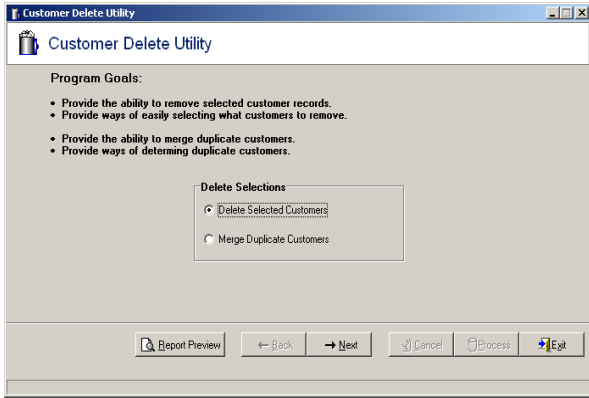 Customer Delete Utility
Customer Delete Utility
Program Goals:
• Provide the ability to remove selected customer records.
• Provide ways of easily selecting what customers to remove.
• Provide the ability to merge duplicate customers.
• Provide ways of determing duplicate customers.
Delete Selections
Delete Selected Customers
Merge Duplicate Customers
Report Preview Back Next Cancel Process Exit